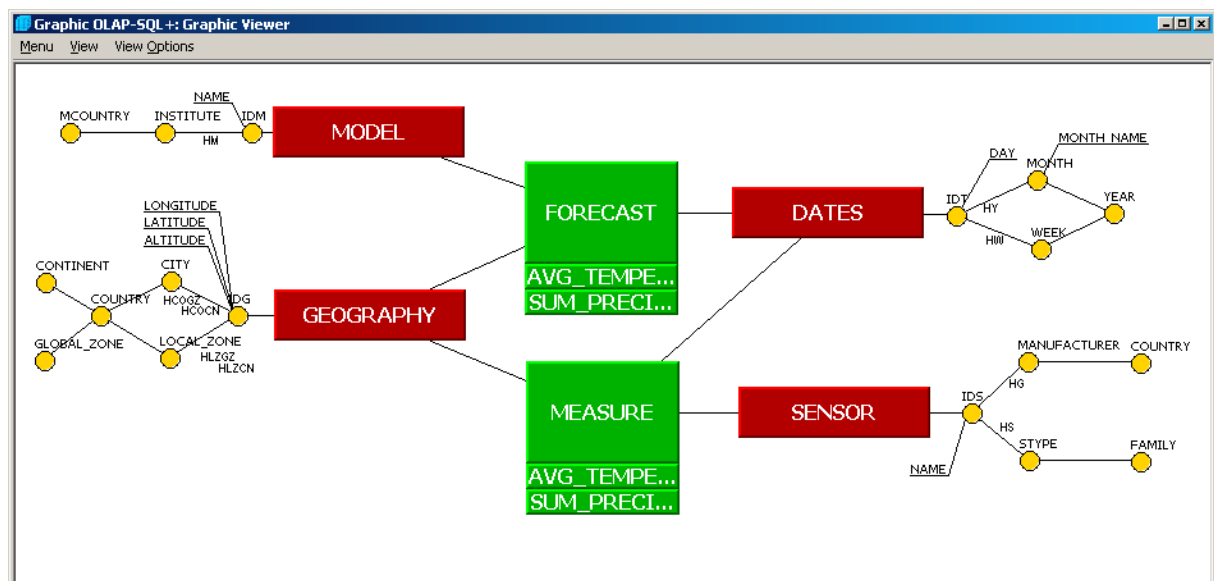 Graphic OLAP-SQL+: Graphic Viewer
Menu View View Options
NAME
MCOUNTRY INSTITUTE IDM
HM
MODEL
LONGITUDE
LATITUDE
ALTITUDE
CONTINENT CITY
COUNTRY HCOGZ IDG
HCOCN
GLOBAL_ZONE LOCAL_ZONE
HLZGZ
HLZCN
GEOGRAPHY
FORECAST
AVG_TEMPE...
SUM_PRECI...
MEASURE
AVG_TEMPE...
SUM_PRECI...
DATES
MONTH NAME
DAY
MONTH
IDT YEAR
HY
HW WEEK
SENSOR
MANUFACTURER COUNTRY
HG
IDS
HS
STYPE FAMILY
NAME